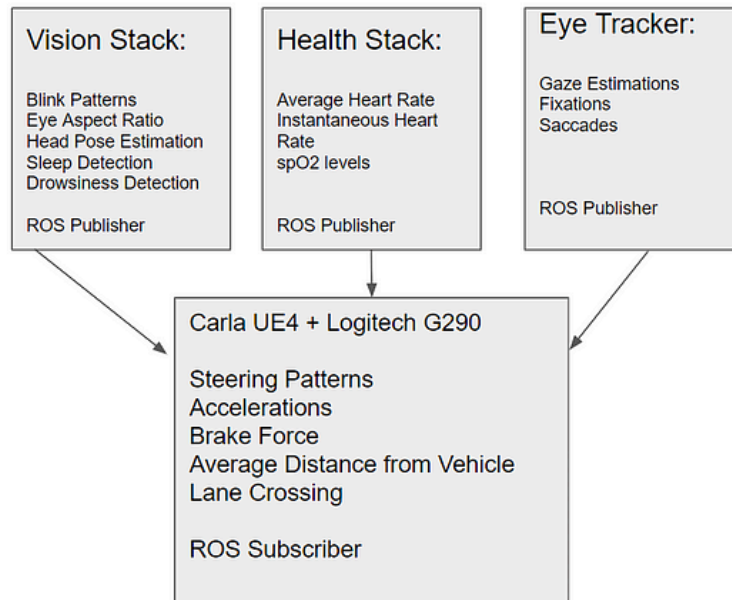 Vision Stack:
Blink Patterns
Eye Aspect Ratio
Head Pose Estimation
Sleep Detection
Drowsiness Detection
ROS Publisher
Health Stack:
Average Heart Rate
Instantaneous Heart
Rate
spO2 levels
ROS Publisher
Eye Tracker:
Gaze Estimations
Fixations
Saccades
ROS Publisher
Carla UE4 + Logitech G290
Steering Patterns
Accelerations
Brake Force
Average Distance from Vehicle
Lane Crossing
ROS Subscriber